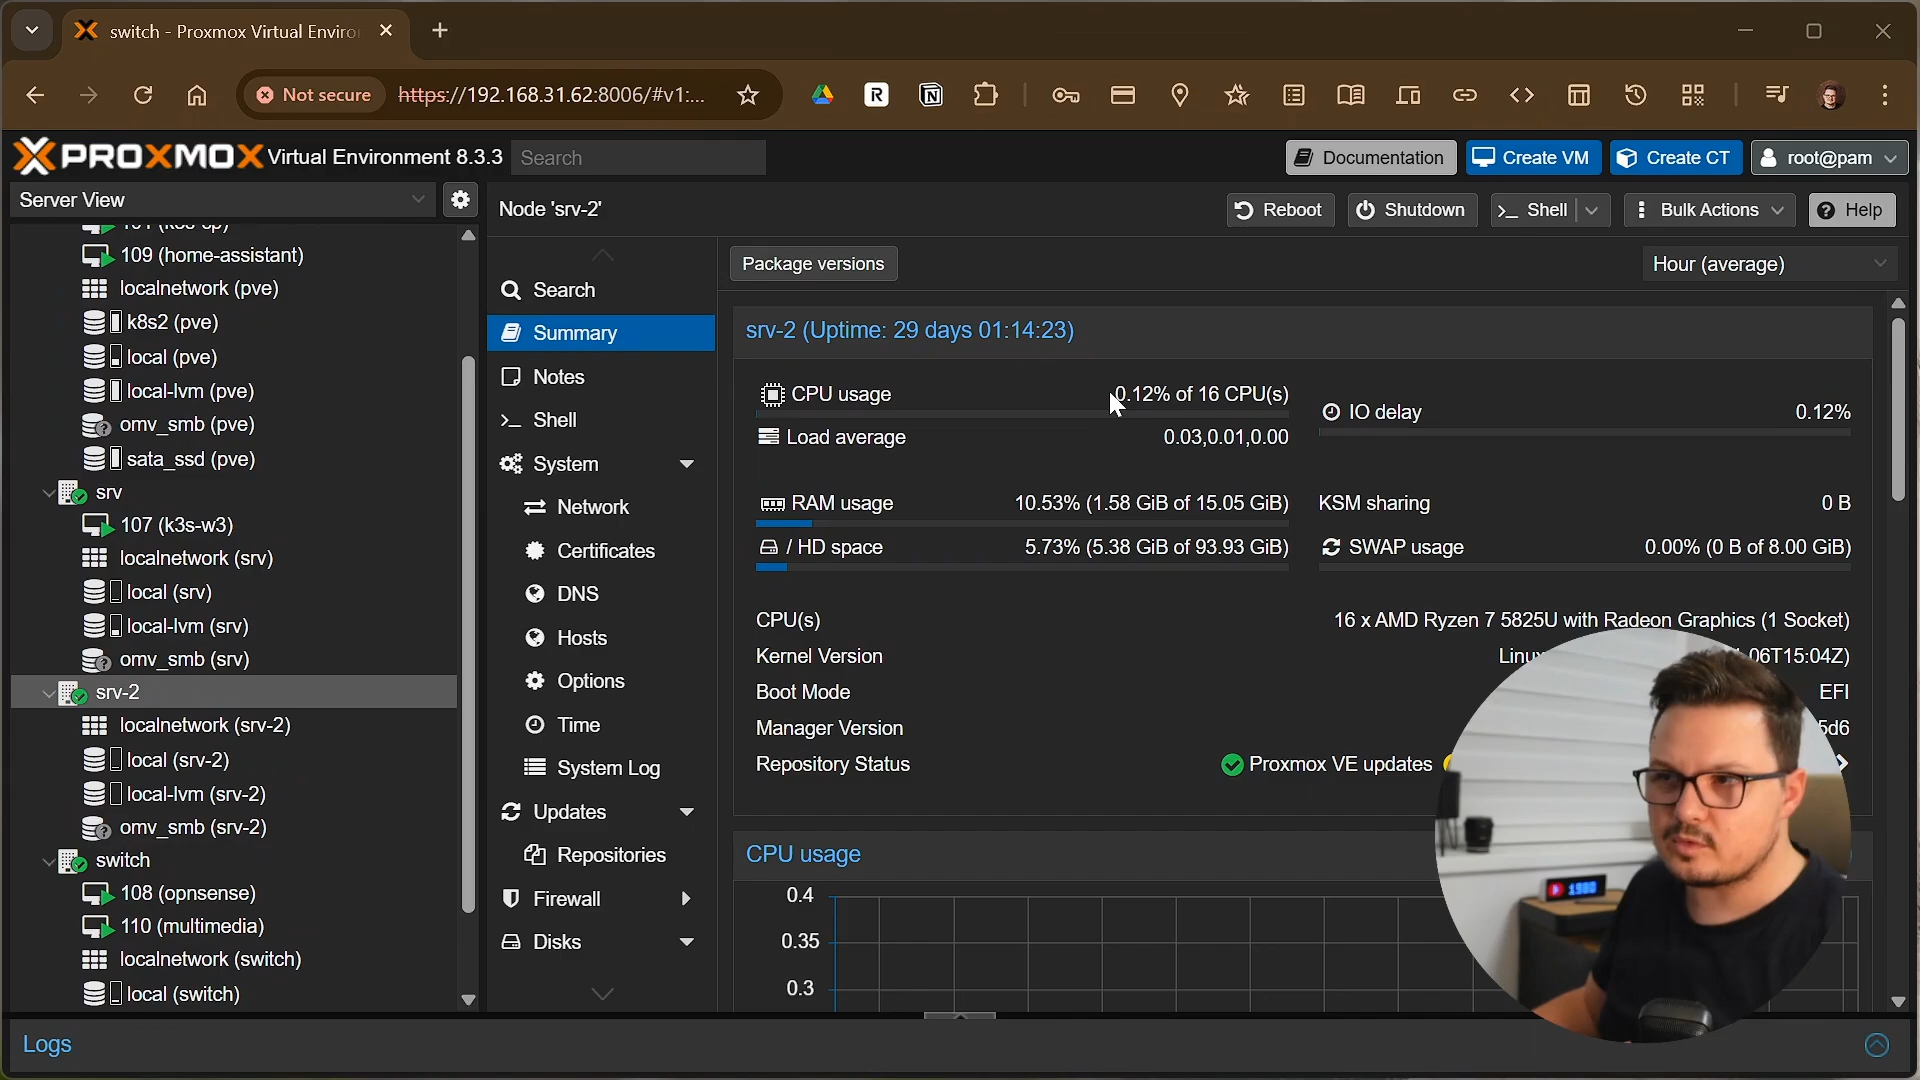 switch - Proxmox Virtual Enviro
Not secure
https://192.168.31.62:8006/#v1:...
PROXMOX Virtual Environment 8.3.3
Search
Documentation
Create VM
Create CT
root@pam
Server View
Node 'srv-2'
Reboot
Shutdown
Shell
Bulk Actions
Help
109 (home-assistant)
localnetwork (pve)
k8s2 (pve)
local (pve)
local-lvm (pve)
omv_smb (pve)
sata_ssd (pve)
srv
107 (k3s-w3)
localnetwork (srv)
local (srv)
local-lvm (srv)
omv_smb (srv)
srv-2
localnetwork (srv-2)
local (srv-2)
local-lvm (srv-2)
omv_smb (srv-2)
switch
108 (opnsense)
110 (multimedia)
localnetwork (switch)
local (switch)
Search
Summary
Notes
Shell
System
Network
Certificates
DNS
Hosts
Options
Time
System Log
Updates
Repositories
Firewall
Disks
Package versions
Hour (average)
srv-2 (Uptime: 29 days 01:14:23)
CPU usage 0.12% of 16 CPU(s)
IO delay 0.12%
Load average 0.03,0.01,0.00
RAM usage 10.53% (1.58 GiB of 15.05 GiB)
KSM sharing 0 B
/ HD space 5.73% (5.38 GiB of 93.93 GiB)
SWAP usage 0.00% (0 B of 8.00 GiB)
CPU(s) 16 x AMD Ryzen 7 5825U with Radeon Graphics (1 Socket)
Kernel Version Linu 06T15:04Z)
Boot Mode EFI
Manager Version 5d6
Repository Status Proxmox VE updates
CPU usage
0.4
0.35
0.3
Logs